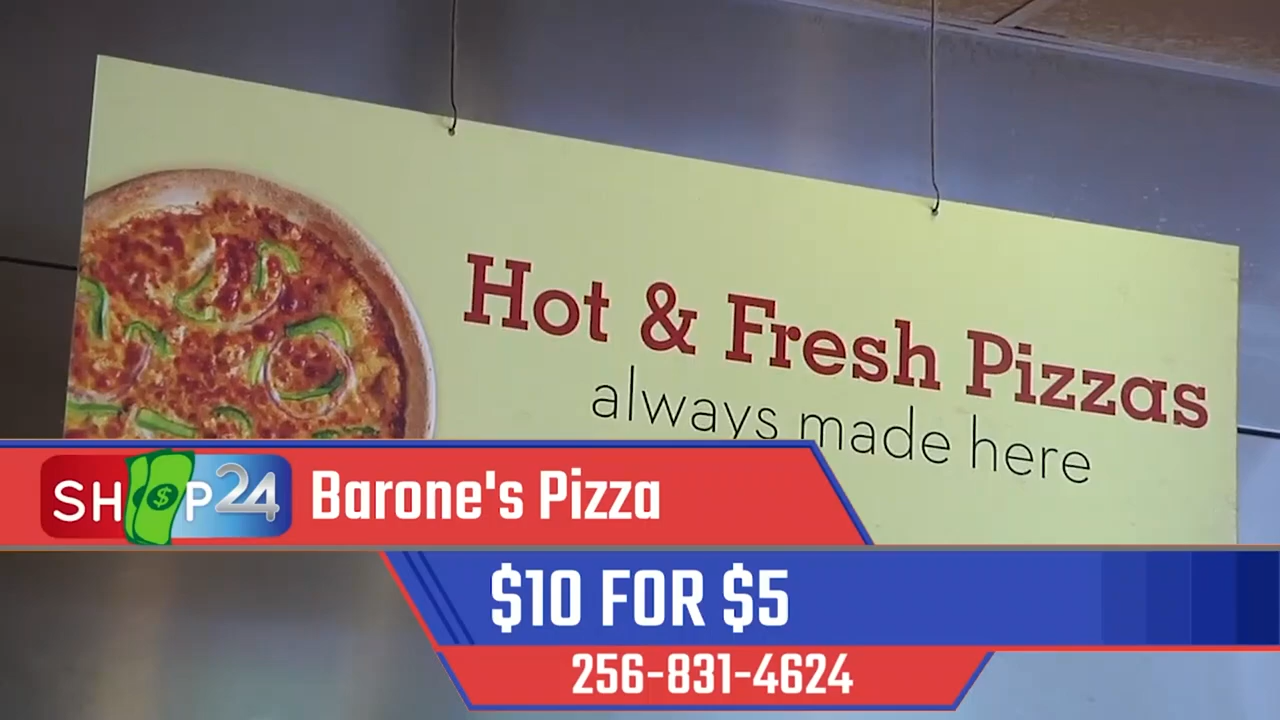 Hot & Fresh Pizzas
always made here
SHOP24
Barone's Pizza
$10 FOR $5
256-831-4624